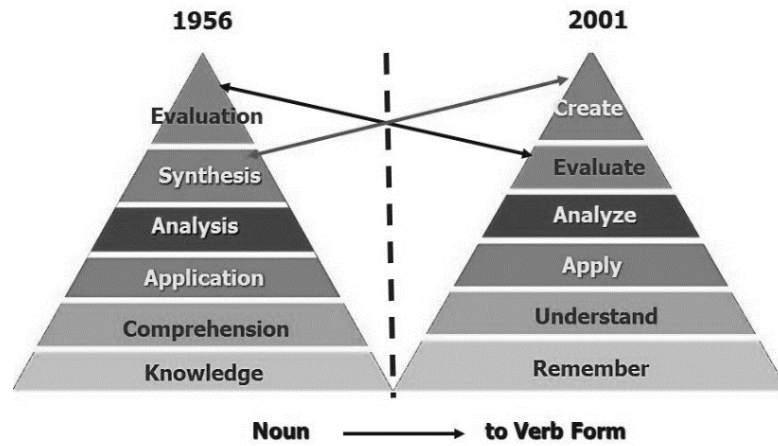 1956
Evaluation
Synthesis
Analysis
Application
Comprehension
Knowledge
2001
Create
Evaluate
Analyze
Apply
Understand
Remember
Noun to Verb Form